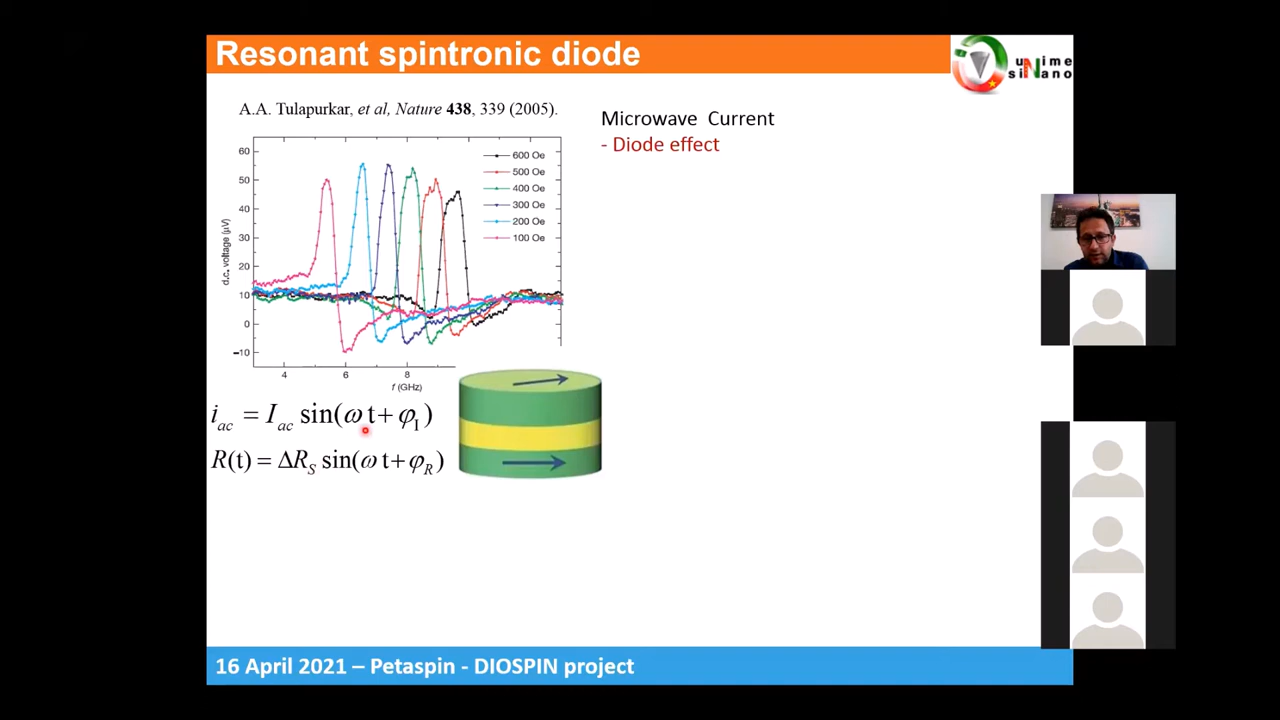 Resonant spintronic diode
unime
siNano
A.A. Tulapurkar, et al, Nature 438, 339 (2005).
Microwave Current
- Diode effect
60
50
40
30
20
10
0
−10
d.c. voltage (μV)
600 Oe
500 Oe
400 Oe
300 Oe
200 Oe
100 Oe
4
6
8
f (GHz)
i_ac = I_ac sin(ω t+ φ_I)
R(t) = ΔR_S sin(ω t+ φ_R)
16 April 2021 – Petaspin - DIOSPIN project